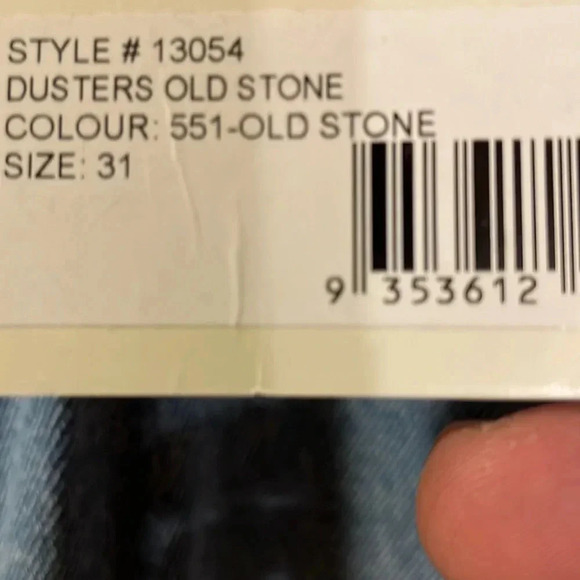 STYLE # 13054
DUSTERS OLD STONE
COLOUR: 551-OLD STONE
SIZE: 31
9 353612